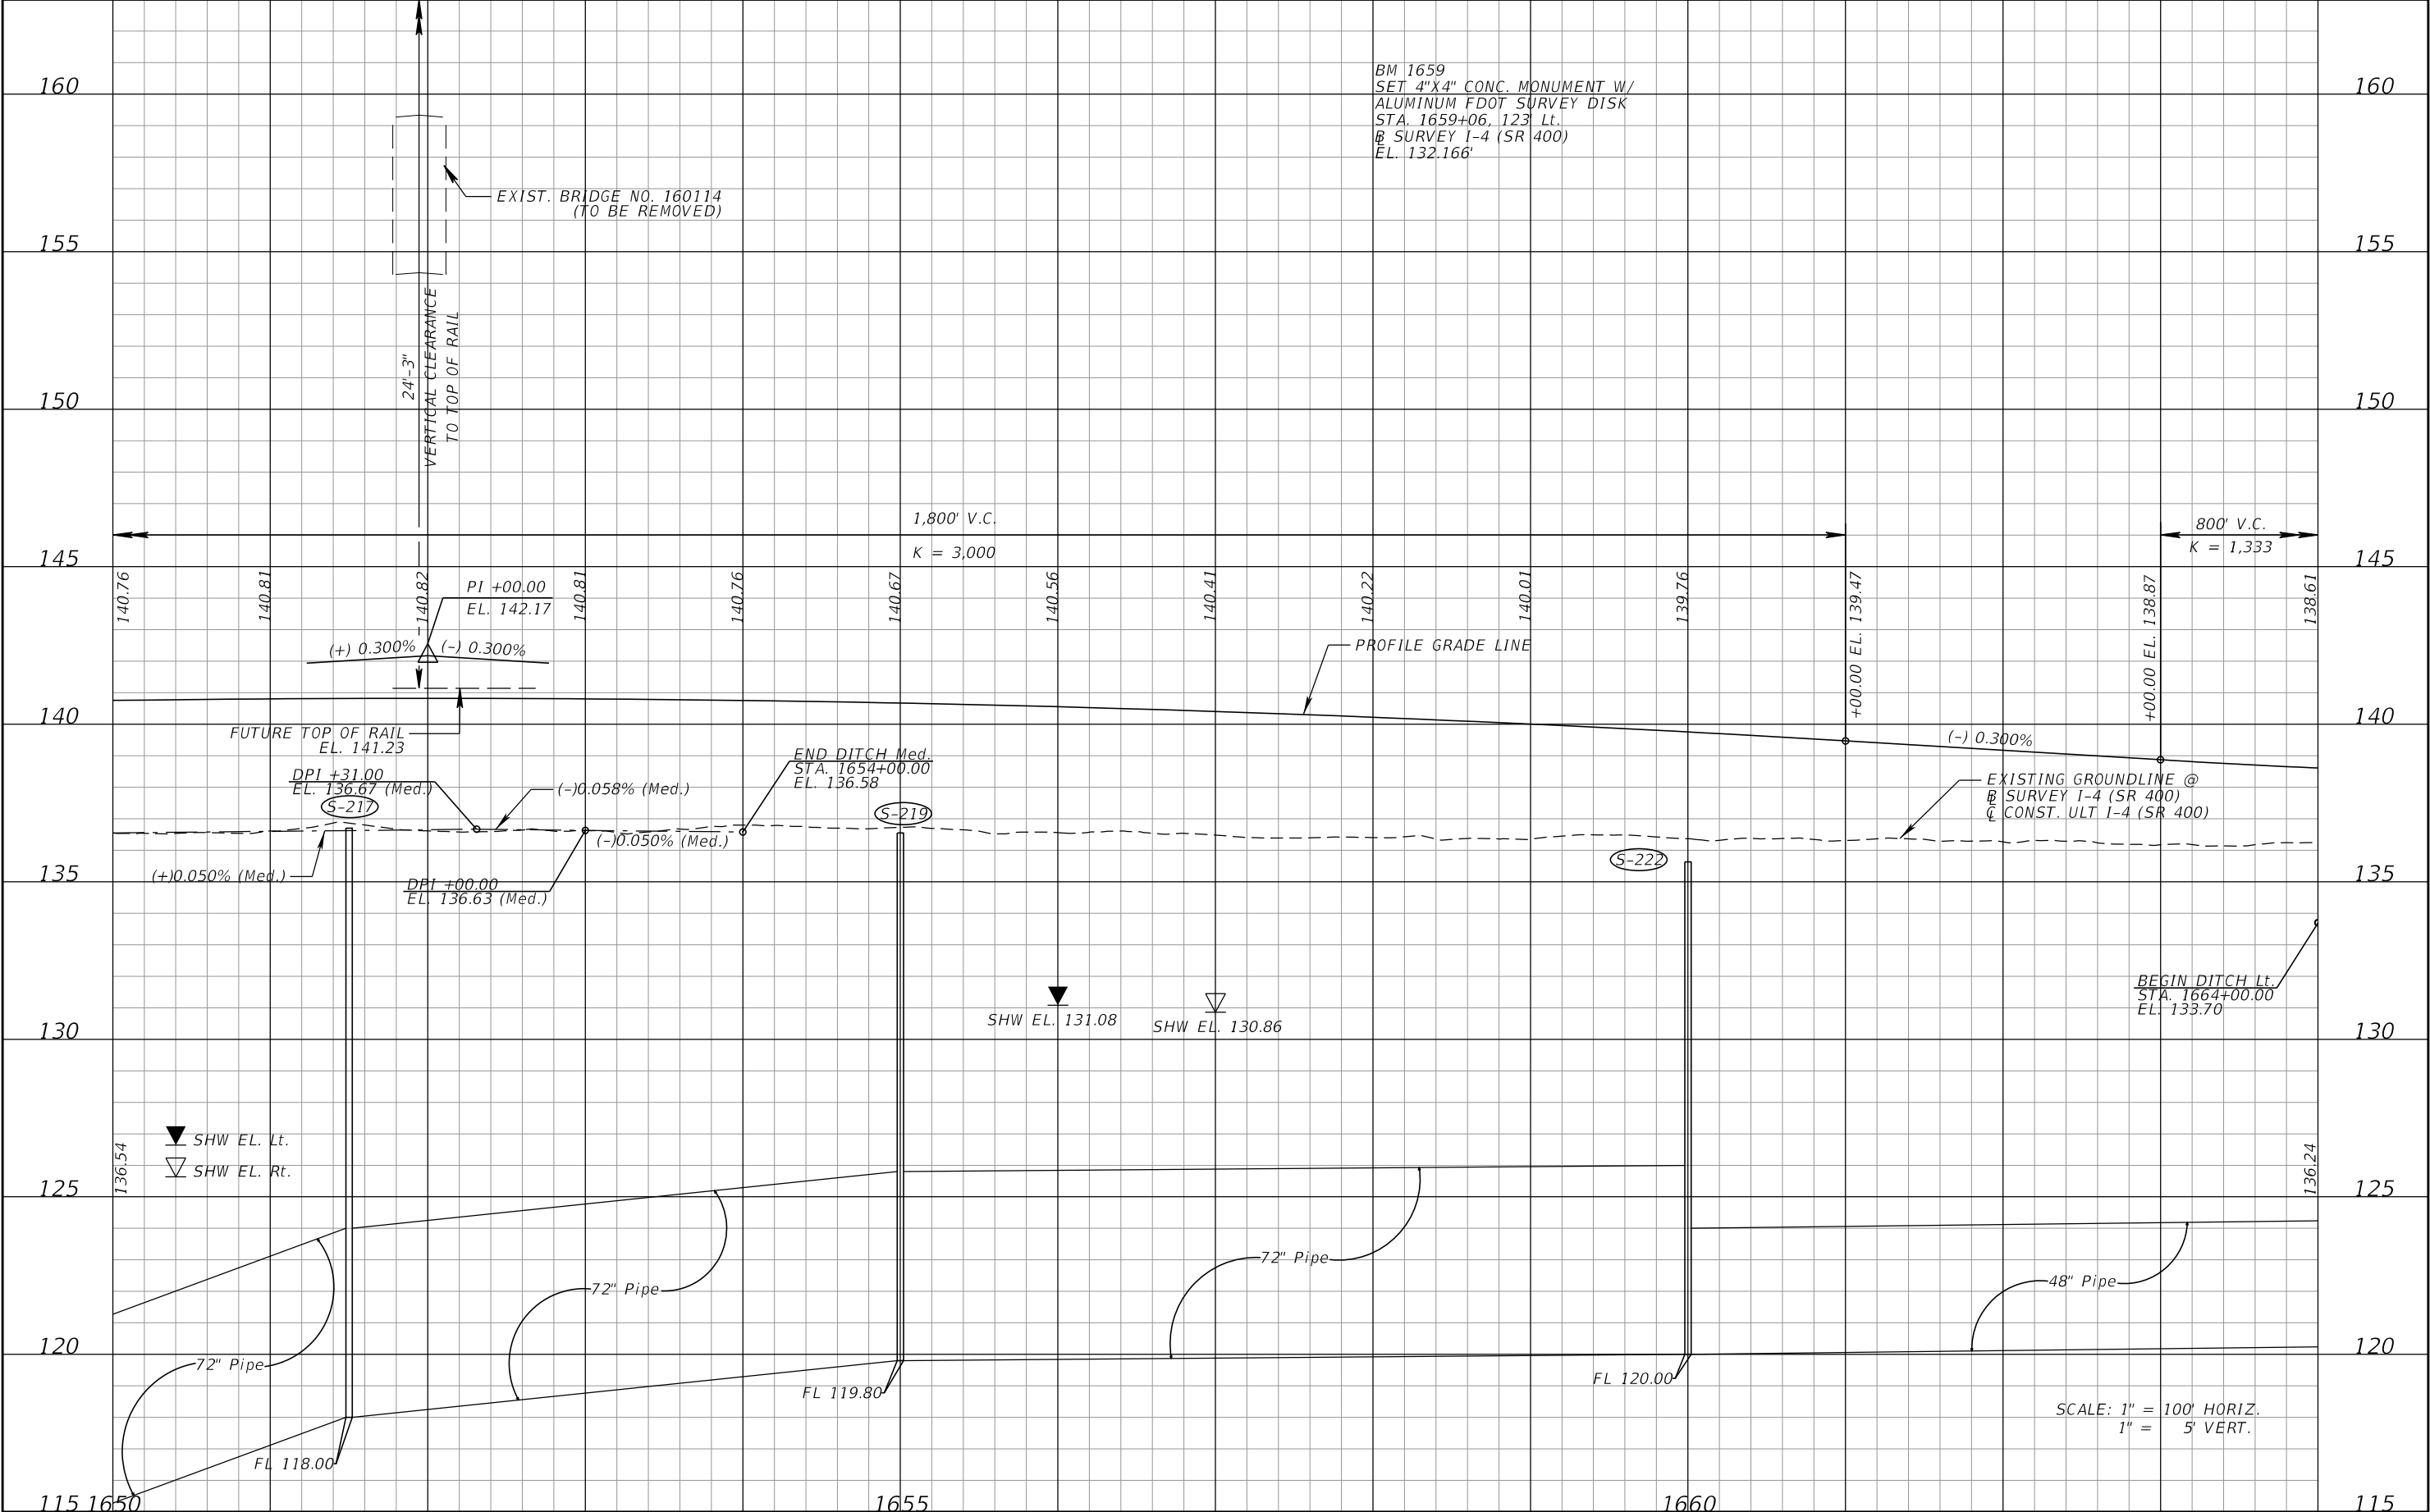 160
BM 1659
SET 4"X4" CONC. MONUMENT W/
ALUMINUM FDOT SURVEY DISK
STA. 1659+06, 123' Lt.
BL SURVEY I-4 (SR 400)
EL. 132.166'
160
EXIST. BRIDGE NO. 160114
(TO BE REMOVED)
155
155
24'-3"
VERTICAL CLEARANCE
TO TOP OF RAIL
150
150
1,800' V.C.
K = 3,000
800' V.C.
K = 1,333
145
145
140.76
140.81
140.82
140.81
140.76
140.67
140.56
140.41
140.22
140.01
139.76
+00.00 EL. 139.47
+00.00 EL. 138.87
138.61
PI +00.00
EL. 142.17
(+) 0.300%
(-) 0.300%
PROFILE GRADE LINE
140
140
FUTURE TOP OF RAIL
EL. 141.23
(-) 0.300%
END DITCH Med.
STA. 1654+00.00
EL. 136.58
DPI +31.00
EL. 136.67 (Med.)
(-)0.058% (Med.)
EXISTING GROUNDLINE @
BL SURVEY I-4 (SR 400)
CL CONST. ULT I-4 (SR 400)
S-217
S-219
(-)0.050% (Med.)
S-222
(+)0.050% (Med.)
135
135
DPI +00.00
EL. 136.63 (Med.)
BEGIN DITCH Lt.
STA. 1664+00.00
EL. 133.70
SHW EL. 131.08
SHW EL. 130.86
130
130
SHW EL. Lt.
SHW EL. Rt.
136.54
136.24
125
125
72" Pipe
48" Pipe
72" Pipe
120
120
72" Pipe
FL 119.80
FL 120.00
SCALE: 1" = 100' HORIZ.
1" = 5' VERT.
FL 118.00
115
1650
1655
1660
115